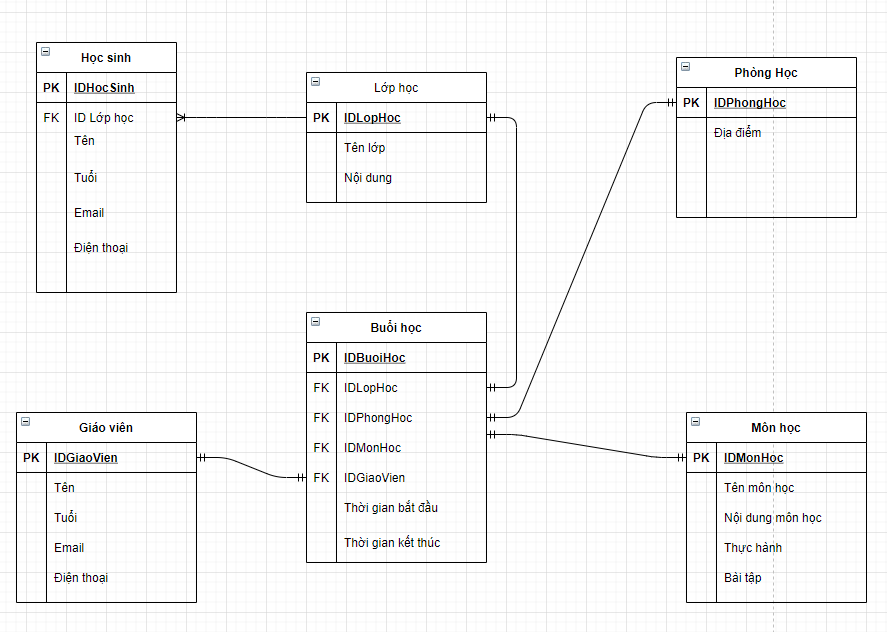 Học sinh
PK IDHocSinh
FK ID Lớp học
Tên
Tuổi
Email
Điện thoại
Lớp học
PK IDLopHoc
Tên lớp
Nội dung
Phòng Học
PK IDPhongHoc
Địa điểm
Buổi học
PK IDBuoiHoc
FK IDLopHoc
FK IDPhongHoc
FK IDMonHoc
FK IDGiaoVien
Thời gian bắt đầu
Thời gian kết thúc
Giáo viên
PK IDGiaoVien
Tên
Tuổi
Email
Điện thoại
Môn học
PK IDMonHoc
Tên môn học
Nội dung môn học
Thực hành
Bài tập